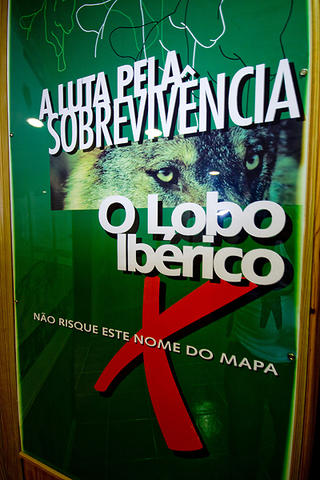 A LUTA PELA
SOBREVIVÊNCIA
O Lobo
Ibérico
X
NÃO RISQUE ESTE NOME DO MAPA